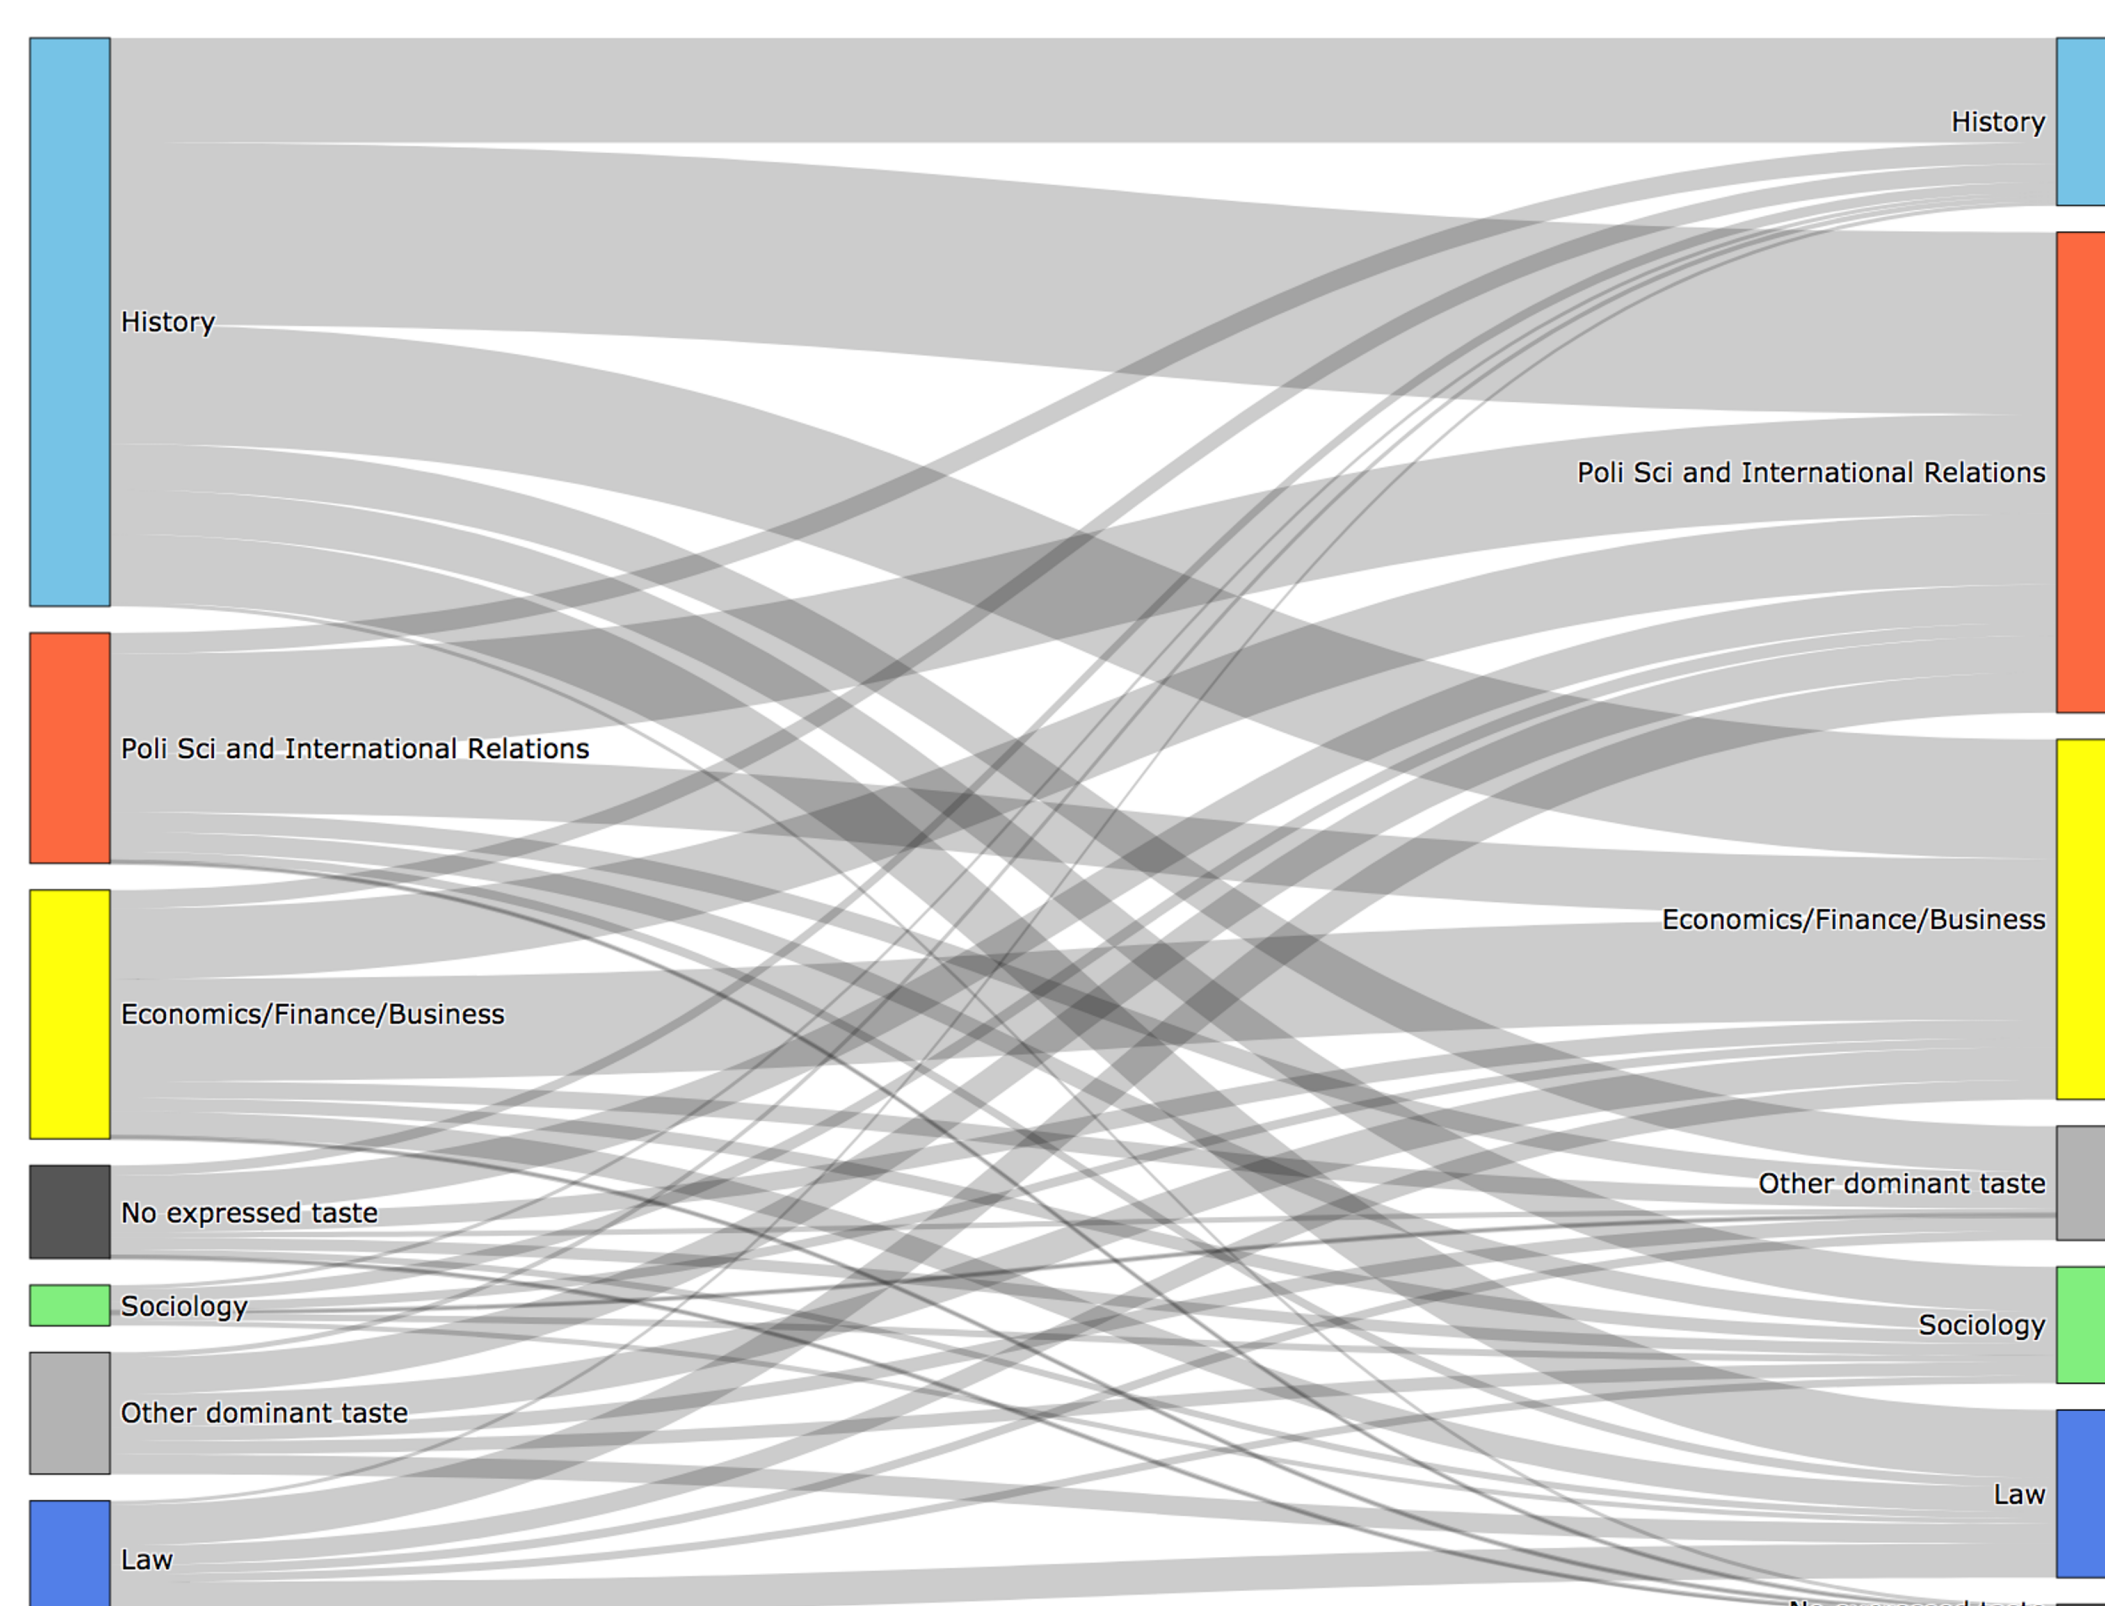 History
History
Poli Sci and International Relations
Poli Sci and International Relations
Economics/Finance/Business
Economics/Finance/Business
Other dominant taste
No expressed taste
Sociology
Sociology
Other dominant taste
Law
Law